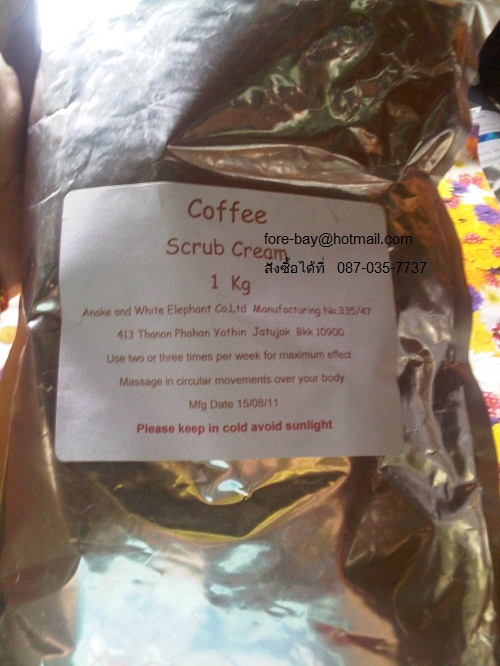 Coffee
Scrub Cream
1 Kg
fore-bay@hotmail.com
สั่งซื้อได้ที่ 087-035-7737
Anake and White Elephant Co.Ltd Manufacturing No.335/47
413 Thanon Phahon Yothin Jatujak Bkk 10900
Use two or three times per week for maximum effect.
Massage in circular movements over your body
Mfg Date 15/08/11
Please keep in cold avoid sunlight